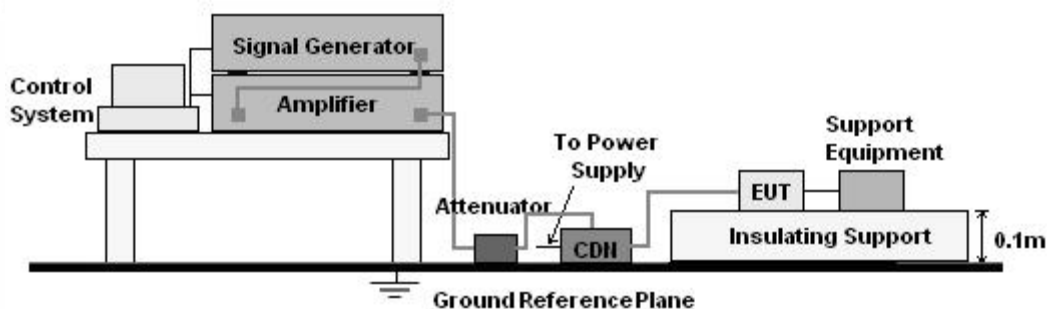 Signal Generator
Control
System
Amplifier
To Power
Supply
Support
Equipment
Attenuator
EUT
CDN
Insulating Support
0.1m
Ground Reference Plane